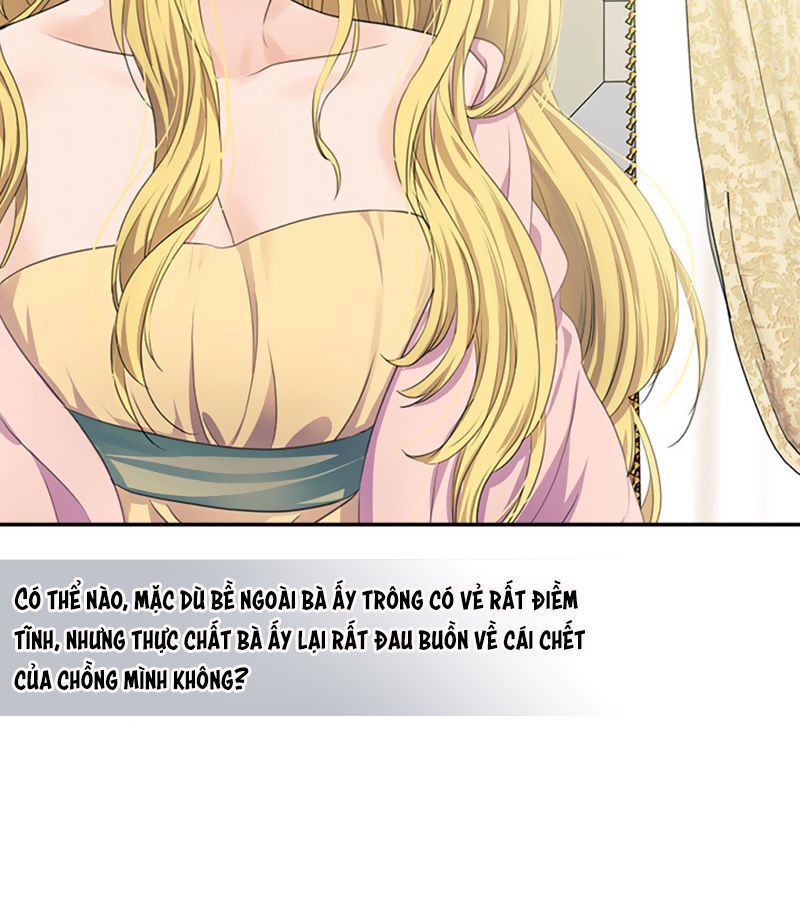 CÓ THỂ NÀO, MẶC DÙ BỀ NGOÀI BÀ ẤY TRÔNG CÓ VẺ RẤT ĐIỀM
TĨNH, NHƯNG THỰC CHẤT BÀ ẤY LẠI RẤT ĐAU BUỒN VỀ CÁI CHẾT
CỦA CHỒNG MÌNH KHÔNG?